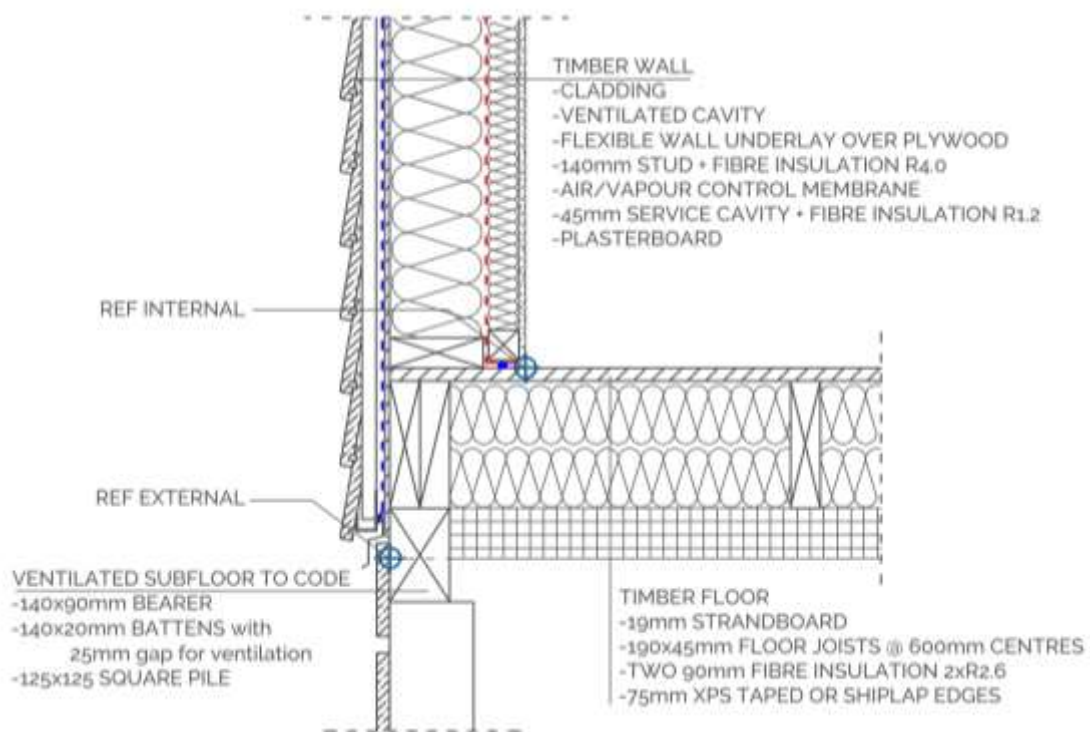 TIMBER WALL
-CLADDING
-VENTILATED CAVITY
-FLEXIBLE WALL UNDERLAY OVER PLYWOOD
-140mm STUD + FIBRE INSULATION R4.0
-AIR/VAPOUR CONTROL MEMBRANE
-45mm SERVICE CAVITY + FIBRE INSULATION R1.2
-PLASTERBOARD
REF INTERNAL
REF EXTERNAL
VENTILATED SUBFLOOR TO CODE
-140x90mm BEARER
-140x20mm BATTENS with
25mm gap for ventilation
-125x125 SQUARE PILE
TIMBER FLOOR
-19mm STRANDBOARD
-190x45mm FLOOR JOISTS @ 600mm CENTRES
-TWO 90mm FIBRE INSULATION 2xR2.6
-75mm XPS TAPED OR SHIPLAP EDGES